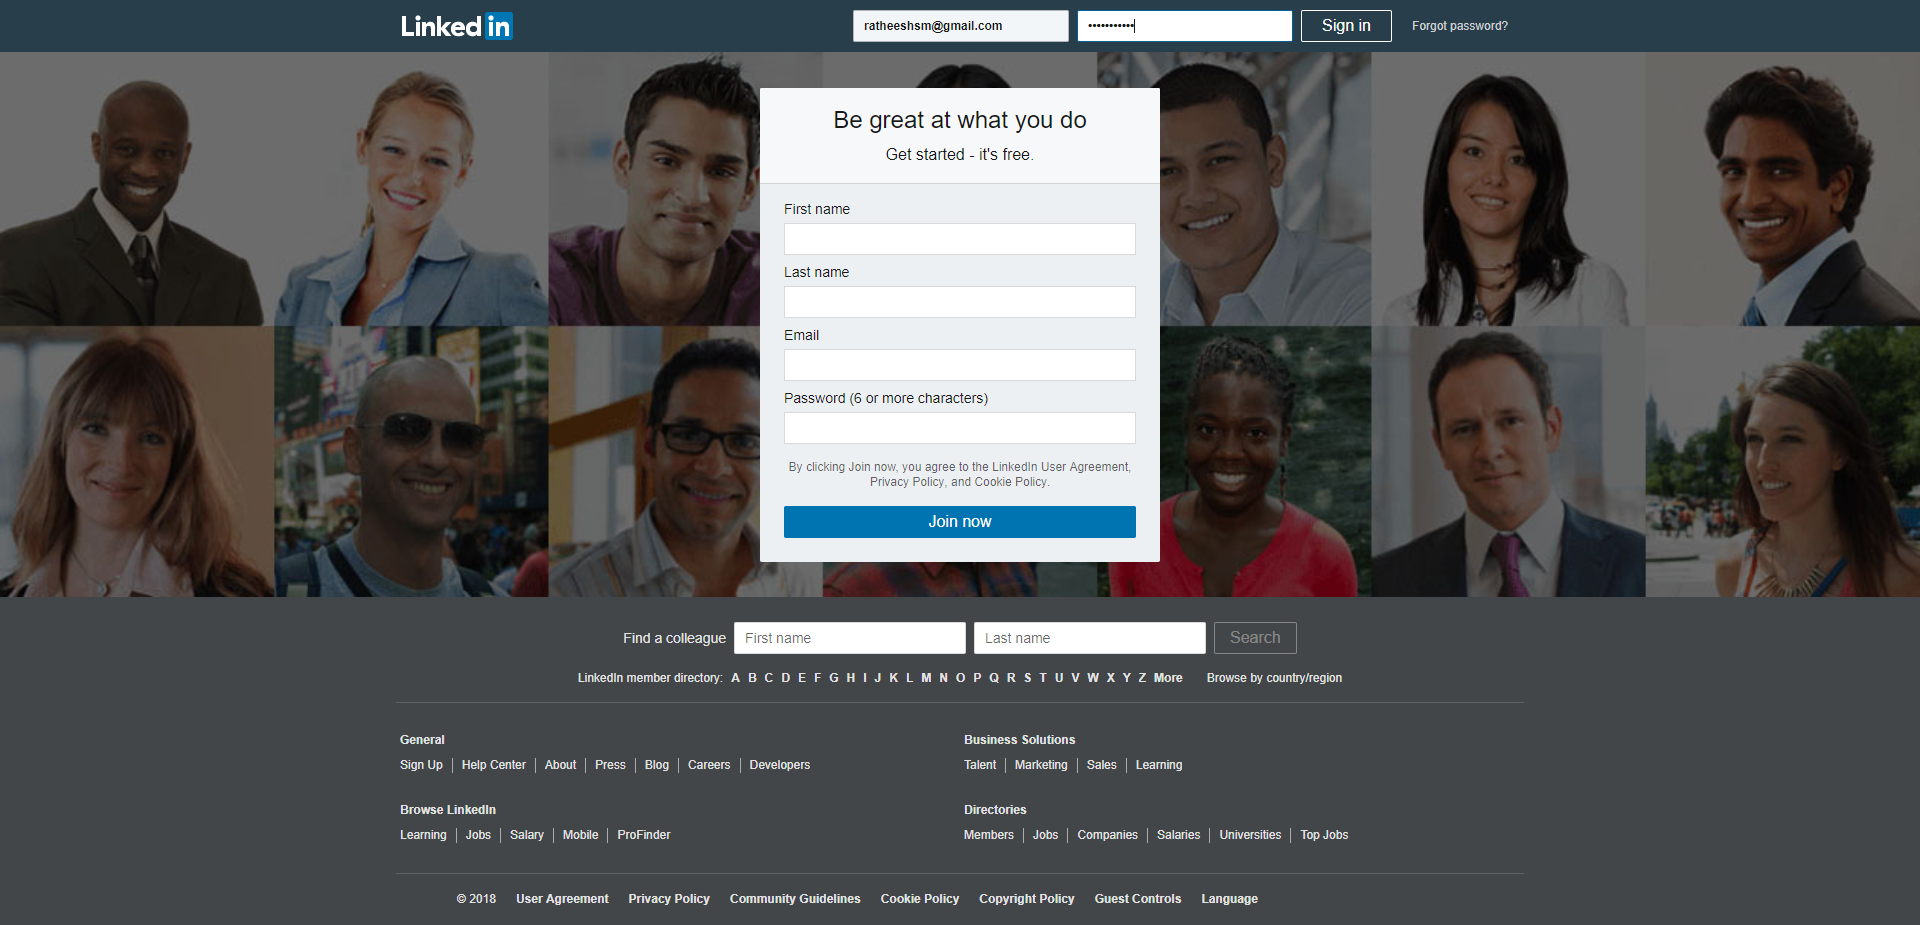 Linked in
ratheeshsm@gmail.com ••••••••••• Sign in Forgot password?
Be great at what you do
Get started - it's free.
First name
Last name
Email
Password (6 or more characters)
By clicking Join now, you agree to the LinkedIn User Agreement,
Privacy Policy, and Cookie Policy.
Join now
Find a colleague First name Last name Search
LinkedIn member directory: A B C D E F G H I J K L M N O P Q R S T U V W X Y Z More Browse by country/region
General
Sign Up Help Center About Press Blog Careers Developers
Business Solutions
Talent Marketing Sales Learning
Browse LinkedIn
Learning Jobs Salary Mobile ProFinder
Directories
Members Jobs Companies Salaries Universities Top Jobs
© 2018 User Agreement Privacy Policy Community Guidelines Cookie Policy Copyright Policy Guest Controls Language